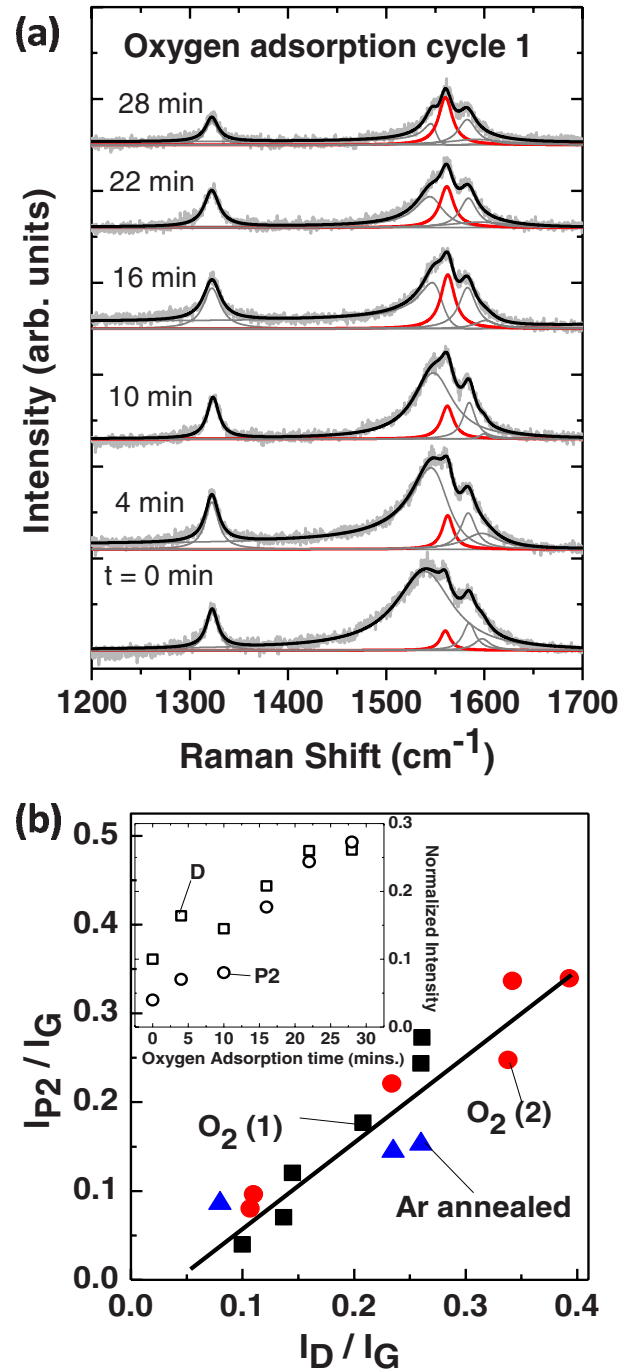 (a)
Oxygen adsorption cycle 1
28 min
22 min
16 min
10 min
4 min
t = 0 min
Intensity (arb. units)
1200 1300 1400 1500 1600 1700
Raman Shift (cm⁻¹)
(b)
0.5
0.4
0.3
0.2
0.1
0.0
I_P2 / I_G
0.3
0.2
0.1
0.0
Normalized Intensity
D
P2
0 5 10 15 20 25 30
Oxygen Adsorption time (mins.)
O₂ (1)
O₂ (2)
Ar annealed
0.0 0.1 0.2 0.3 0.4
I_D / I_G